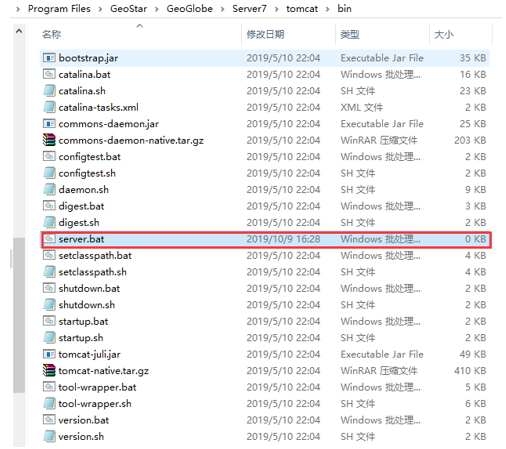 Program Files > GeoStar > GeoGlobe > Server7 > tomcat > bin
名称 修改日期 类型 大小
bootstrap.jar 2019/5/10 22:04 Executable Jar File 35 KB
catalina.bat 2019/5/10 22:04 Windows 批处理... 16 KB
catalina.sh 2019/5/10 22:04 SH 文件 23 KB
catalina-tasks.xml 2019/5/10 22:04 XML 文件 2 KB
commons-daemon.jar 2019/5/10 22:04 Executable Jar File 25 KB
commons-daemon-native.tar.gz 2019/5/10 22:04 WinRAR 压缩文件 203 KB
configtest.bat 2019/5/10 22:04 Windows 批处理... 2 KB
configtest.sh 2019/5/10 22:04 SH 文件 2 KB
daemon.sh 2019/5/10 22:04 SH 文件 9 KB
digest.bat 2019/5/10 22:04 Windows 批处理... 3 KB
digest.sh 2019/5/10 22:04 SH 文件 2 KB
server.bat 2019/10/9 16:28 Windows 批处理... 0 KB
setclasspath.bat 2019/5/10 22:04 Windows 批处理... 4 KB
setclasspath.sh 2019/5/10 22:04 SH 文件 4 KB
shutdown.bat 2019/5/10 22:04 Windows 批处理... 2 KB
shutdown.sh 2019/5/10 22:04 SH 文件 2 KB
startup.bat 2019/5/10 22:04 Windows 批处理... 2 KB
startup.sh 2019/5/10 22:04 SH 文件 2 KB
tomcat-juli.jar 2019/5/10 22:04 Executable Jar File 49 KB
tomcat-native.tar.gz 2019/5/10 22:04 WinRAR 压缩文件 410 KB
tool-wrapper.bat 2019/5/10 22:04 Windows 批处理... 5 KB
tool-wrapper.sh 2019/5/10 22:04 SH 文件 6 KB
version.bat 2019/5/10 22:04 Windows 批处理... 2 KB
version.sh 2019/5/10 22:04 SH 文件 2 KB